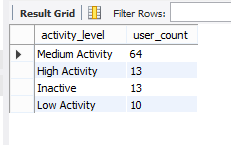 Result Grid Filter Rows:
activity_level user_count
Medium Activity 64
High Activity 13
Inactive 13
Low Activity 10